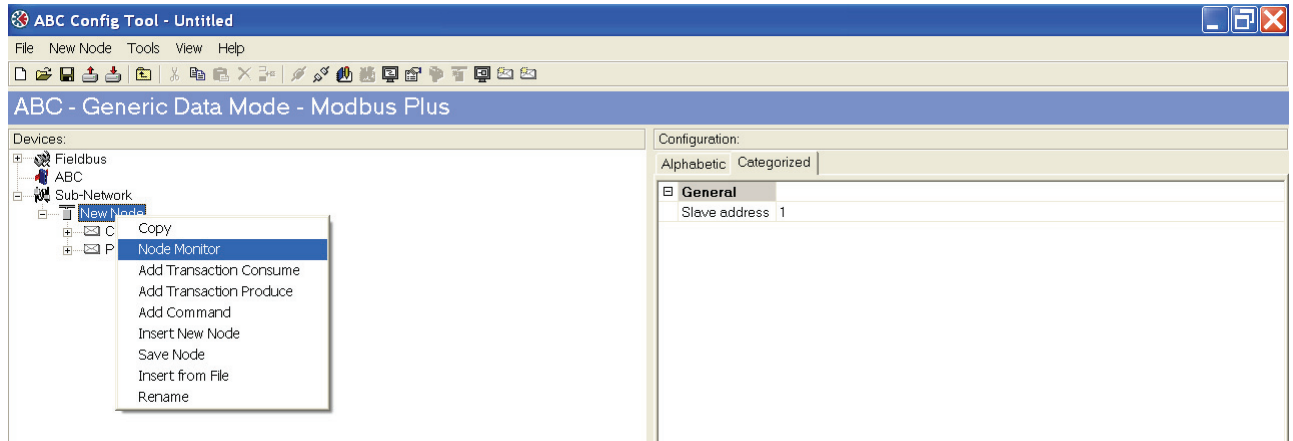 ABC Config Tool - Untitled
File New Node Tools View Help
ABC - Generic Data Mode - Modbus Plus
Devices:
Fieldbus
ABC
Sub-Network
New Node
C
P
Copy
Node Monitor
Add Transaction Consume
Add Transaction Produce
Add Command
Insert New Node
Save Node
Insert from File
Rename
Configuration:
Alphabetic Categorized
General
Slave address 1